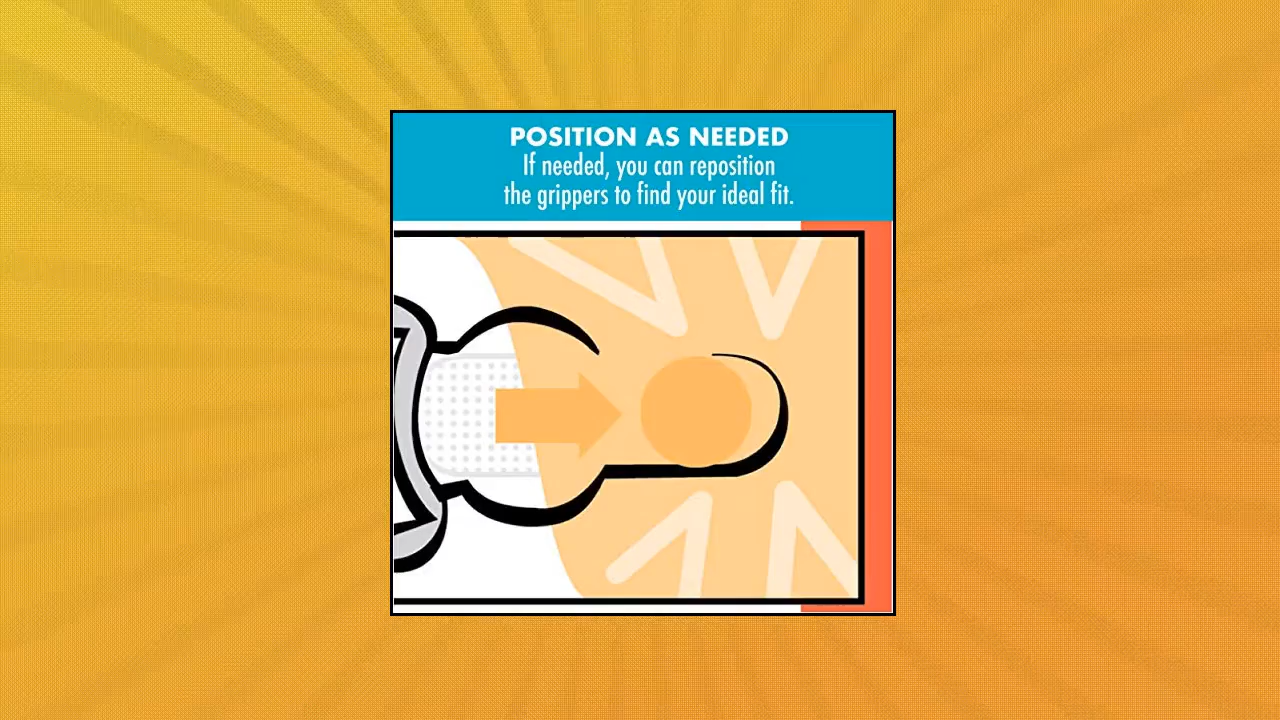 POSITION AS NEEDED
If needed, you can reposition
the grippers to find your ideal fit.